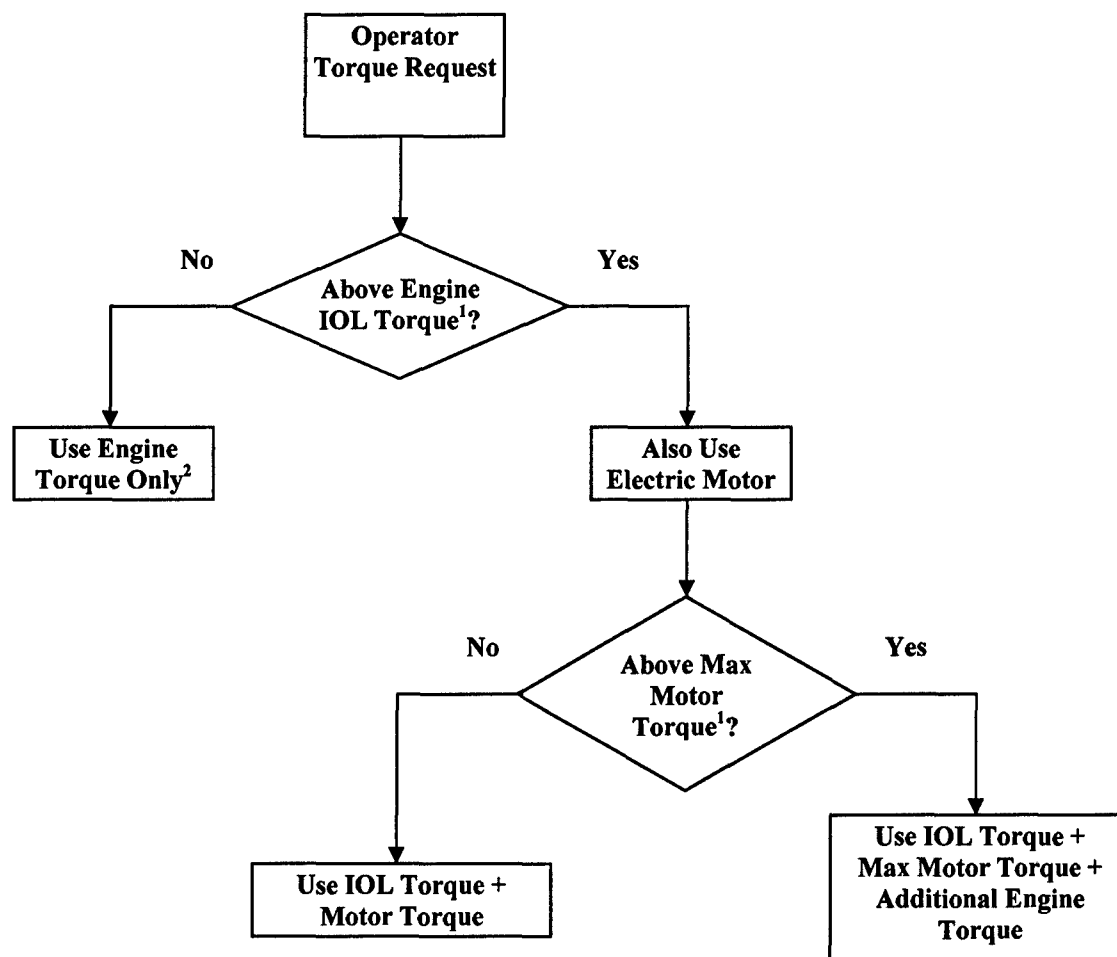 Operator
Torque Request
No
Yes
Above Engine
IOL Torque¹?
Use Engine
Torque Only²
Also Use
Electric Motor
No
Yes
Above Max
Motor
Torque¹?
Use IOL Torque +
Motor Torque
Use IOL Torque +
Max Motor Torque +
Additional Engine
Torque